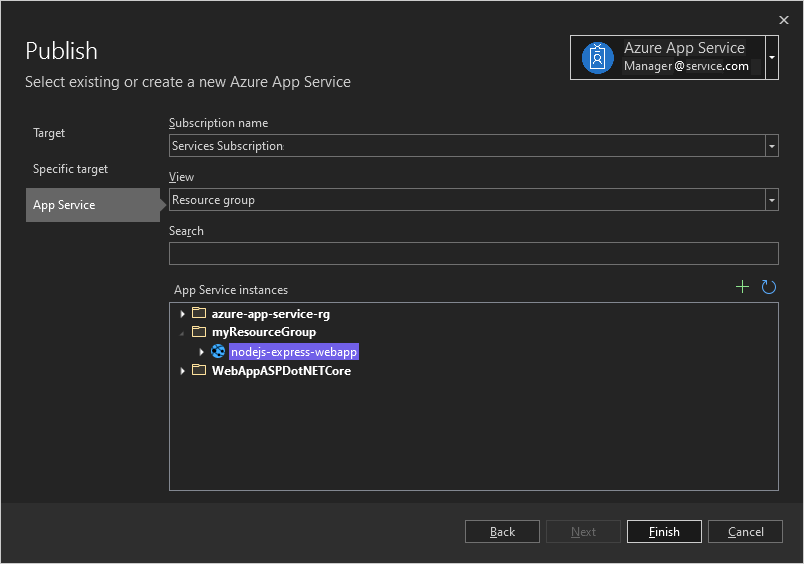 Publish
Select existing or create a new Azure App Service
Azure App Service
Manager@service.com
Target
Specific target
App Service
Subscription name
Services Subscription
View
Resource group
Search
App Service instances
azure-app-service-rg
myResourceGroup
nodejs-express-webapp
WebAppASPDotNETCore
Back
Next
Finish
Cancel